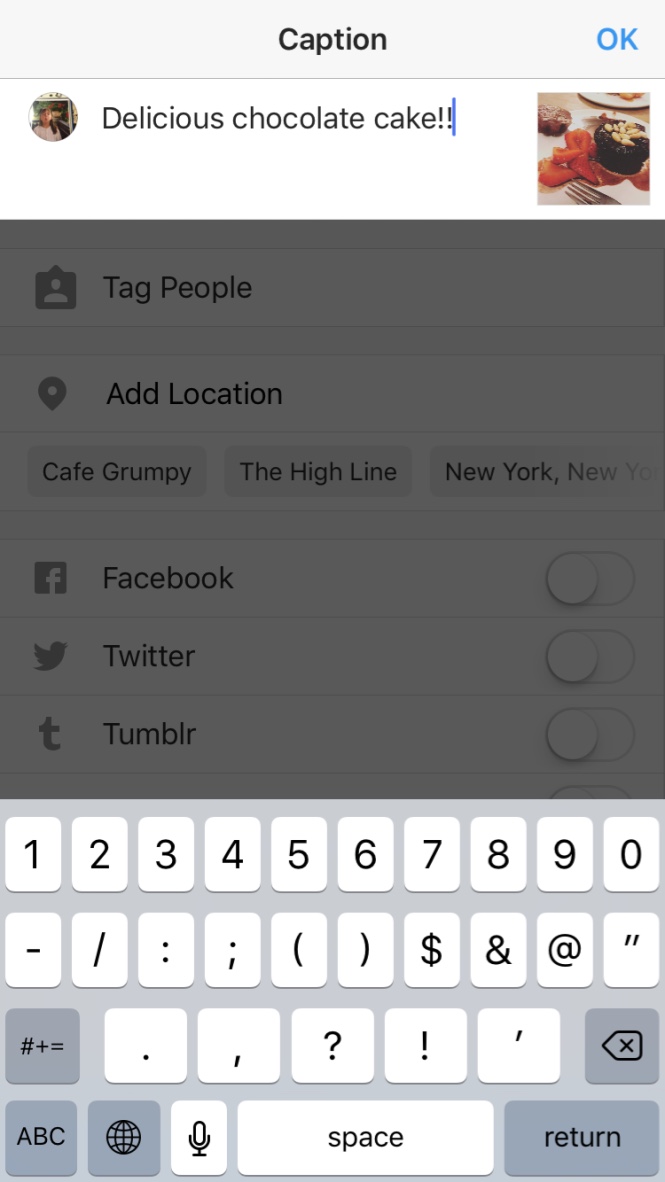 Caption
OK
Delicious chocolate cake!!
Tag People
Add Location
Cafe Grumpy The High Line New York, New Yo
Facebook
Twitter
Tumblr
1 2 3 4 5 6 7 8 9 0
- / : ; ( ) $ & @ "
#+= . , ? ! '
ABC space return